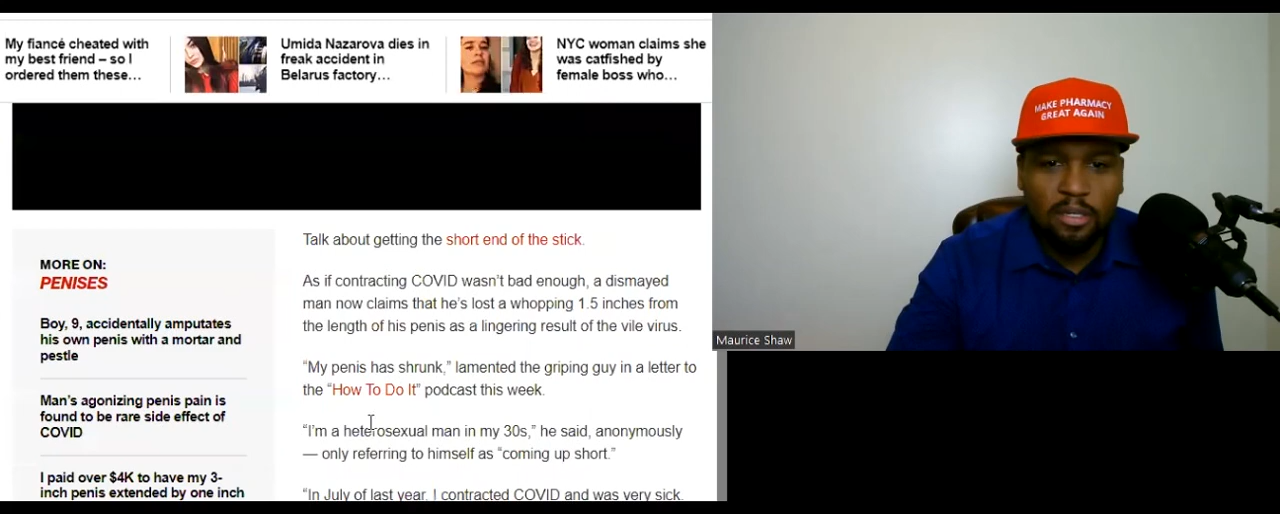 My fiancé cheated with
my best friend – so I
ordered them these…
Umida Nazarova dies in
freak accident in
Belarus factory…
NYC woman claims she
was catfished by
female boss who…
MAKE PHARMACY
GREAT AGAIN
Maurice Shaw
MORE ON:
PENISES
Boy, 9, accidentally amputates
his own penis with a mortar and
pestle
Man’s agonizing penis pain is
found to be rare side effect of
COVID
I paid over $4K to have my 3-
inch penis extended by one inch
Talk about getting the short end of the stick.
As if contracting COVID wasn’t bad enough, a dismayed
man now claims that he’s lost a whopping 1.5 inches from
the length of his penis as a lingering result of the vile virus.
“My penis has shrunk,” lamented the griping guy in a letter to
the “How To Do It” podcast this week.
“I’m a heterosexual man in my 30s,” he said, anonymously
— only referring to himself as “coming up short.”
“In July of last year, I contracted COVID and was very sick.